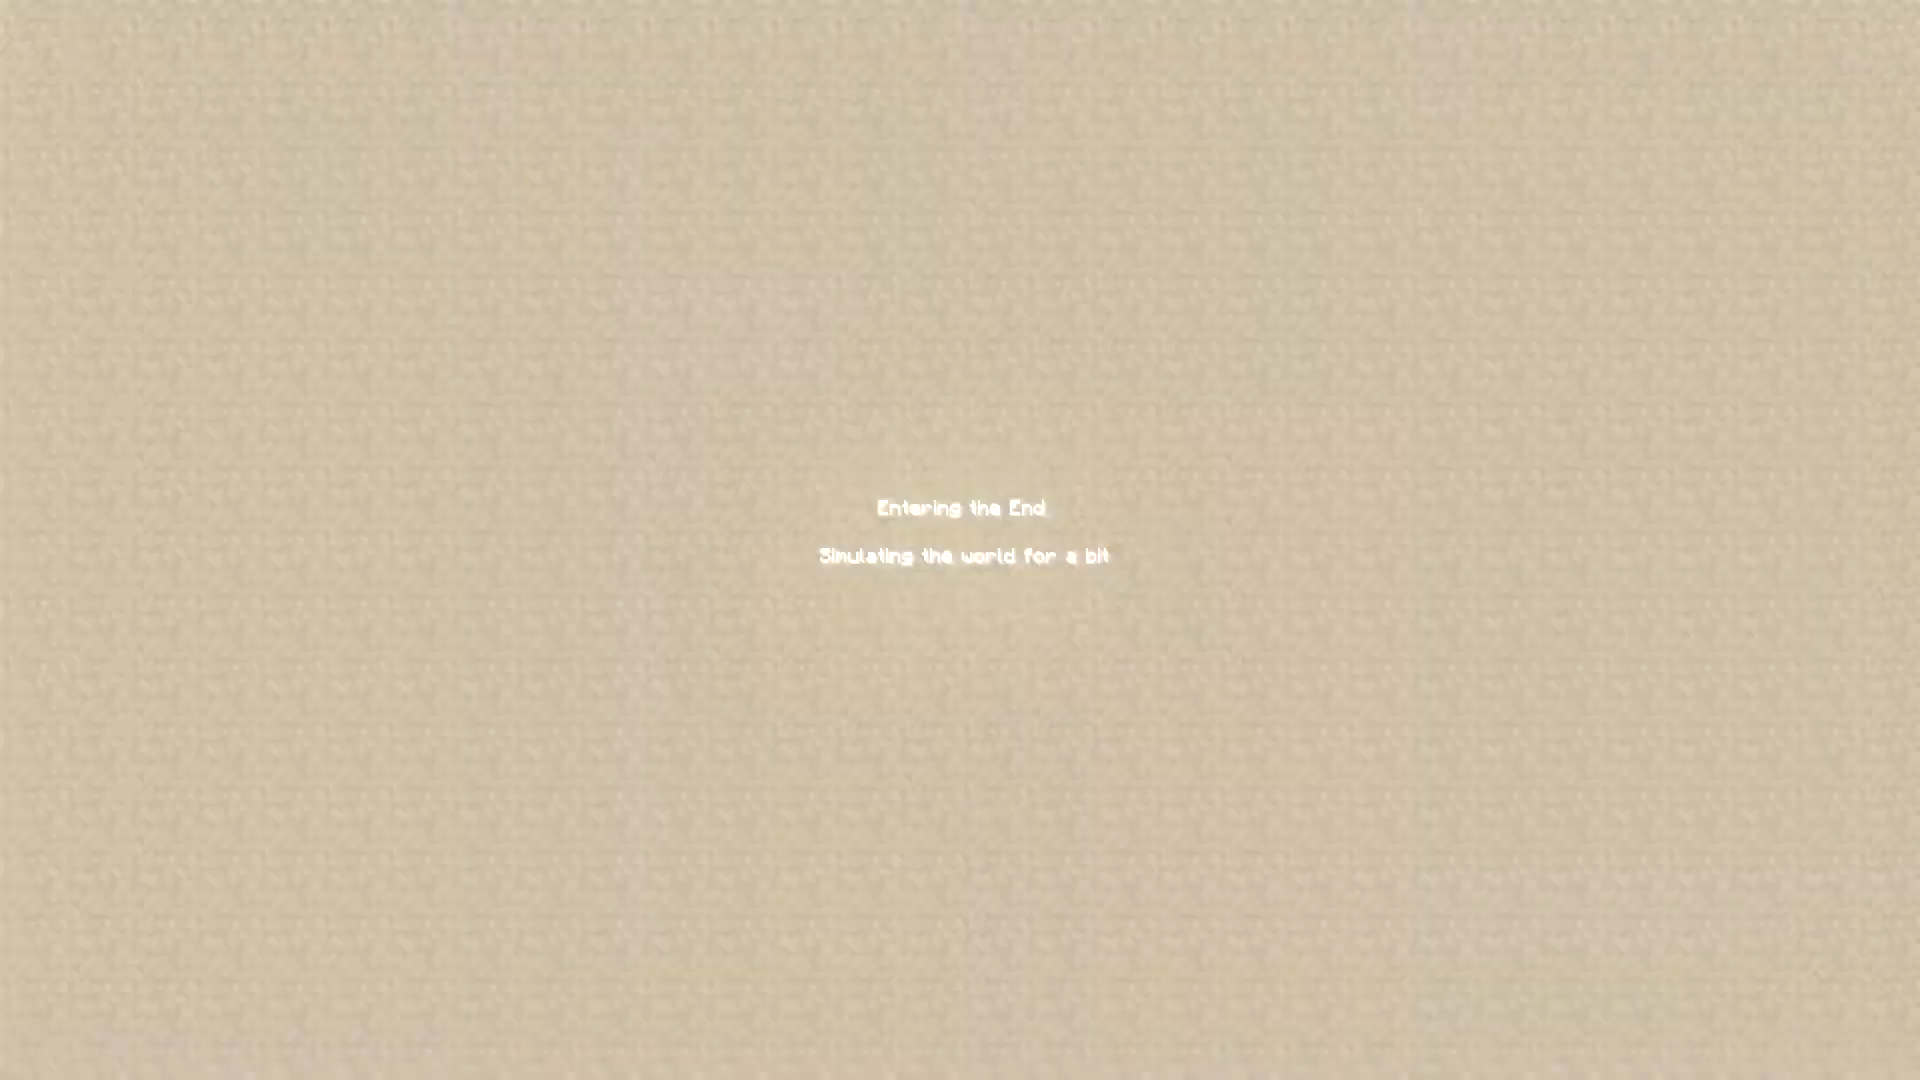 Entering the End
Simulating the world for a bit